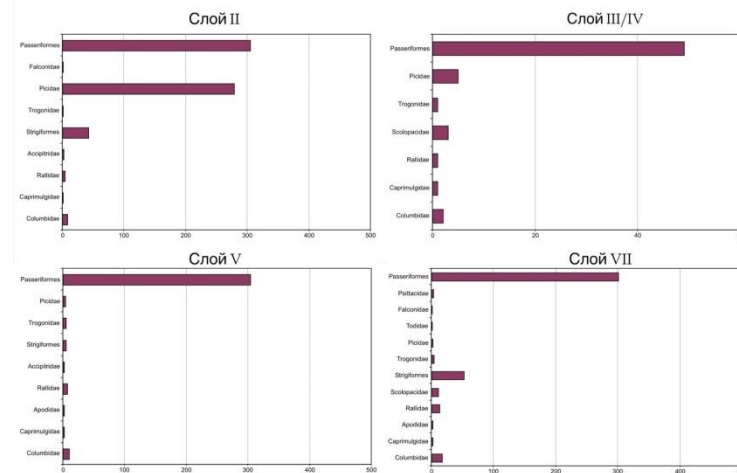 Слой II
Passeriformes
Falconidae
Picidae
Trogonidae
Strigiformes
Accipitridae
Rallidae
Caprimulgidae
Columbidae
0 100 200 300 400 500
Слой III/IV
Passeriformes
Picidae
Trogonidae
Scolopacidae
Rallidae
Caprimulgidae
Columbidae
0 20 40
Слой V
Passeriformes
Picidae
Trogonidae
Strigiformes
Accipitridae
Rallidae
Apodidae
Caprimulgidae
Columbidae
0 100 200 300 400 500
Слой VII
Passeriformes
Psittacidae
Falconidae
Todidae
Picidae
Trogonidae
Strigiformes
Scolopacidae
Rallidae
Apodidae
Caprimulgidae
Columbidae
0 100 200 300 400